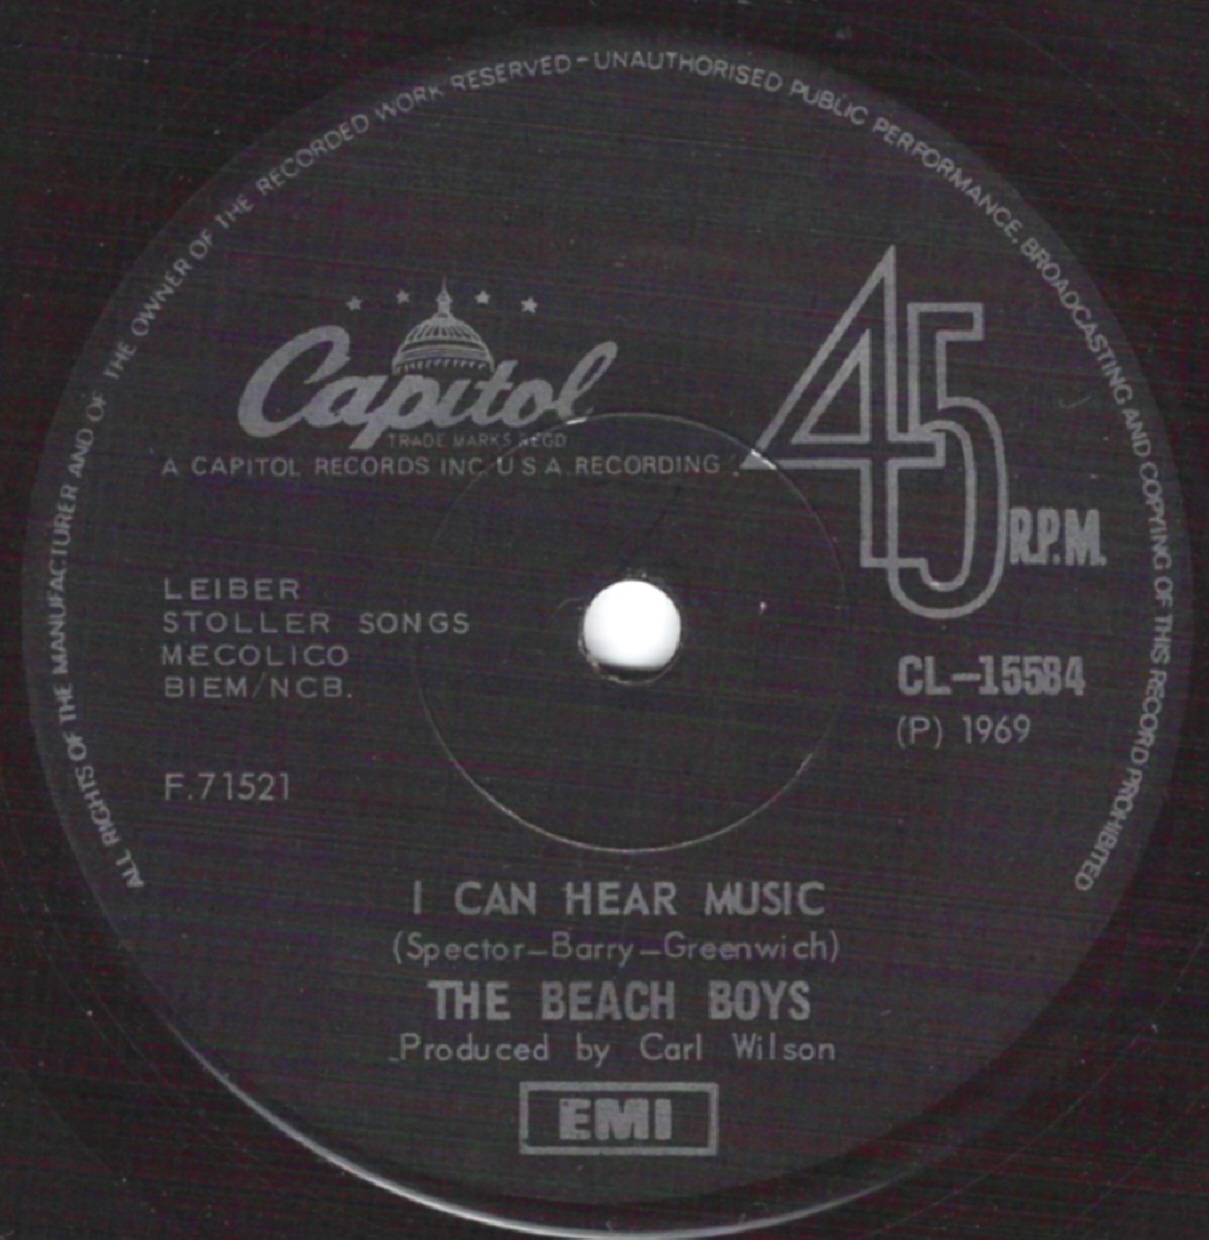 ALL RIGHTS OF THE MANUFACTURER AND OF THE OWNER OF THE RECORDED WORK RESERVED - UNAUTHORISED PUBLIC PERFORMANCE, BROADCASTING AND COPYING OF THIS RECORD PROHIBITED
Capitol
TRADE MARKS REGD
A CAPITOL RECORDS INC. U S A. RECORDING
45
R.P.M.
LEIBER
STOLLER SONGS
MECOLICO
BIEM/NCB.
CL-15584
(P) 1969
F.71521
I CAN HEAR MUSIC
(Spector-Barry-Greenwich)
THE BEACH BOYS
Produced by Carl Wilson
EMI